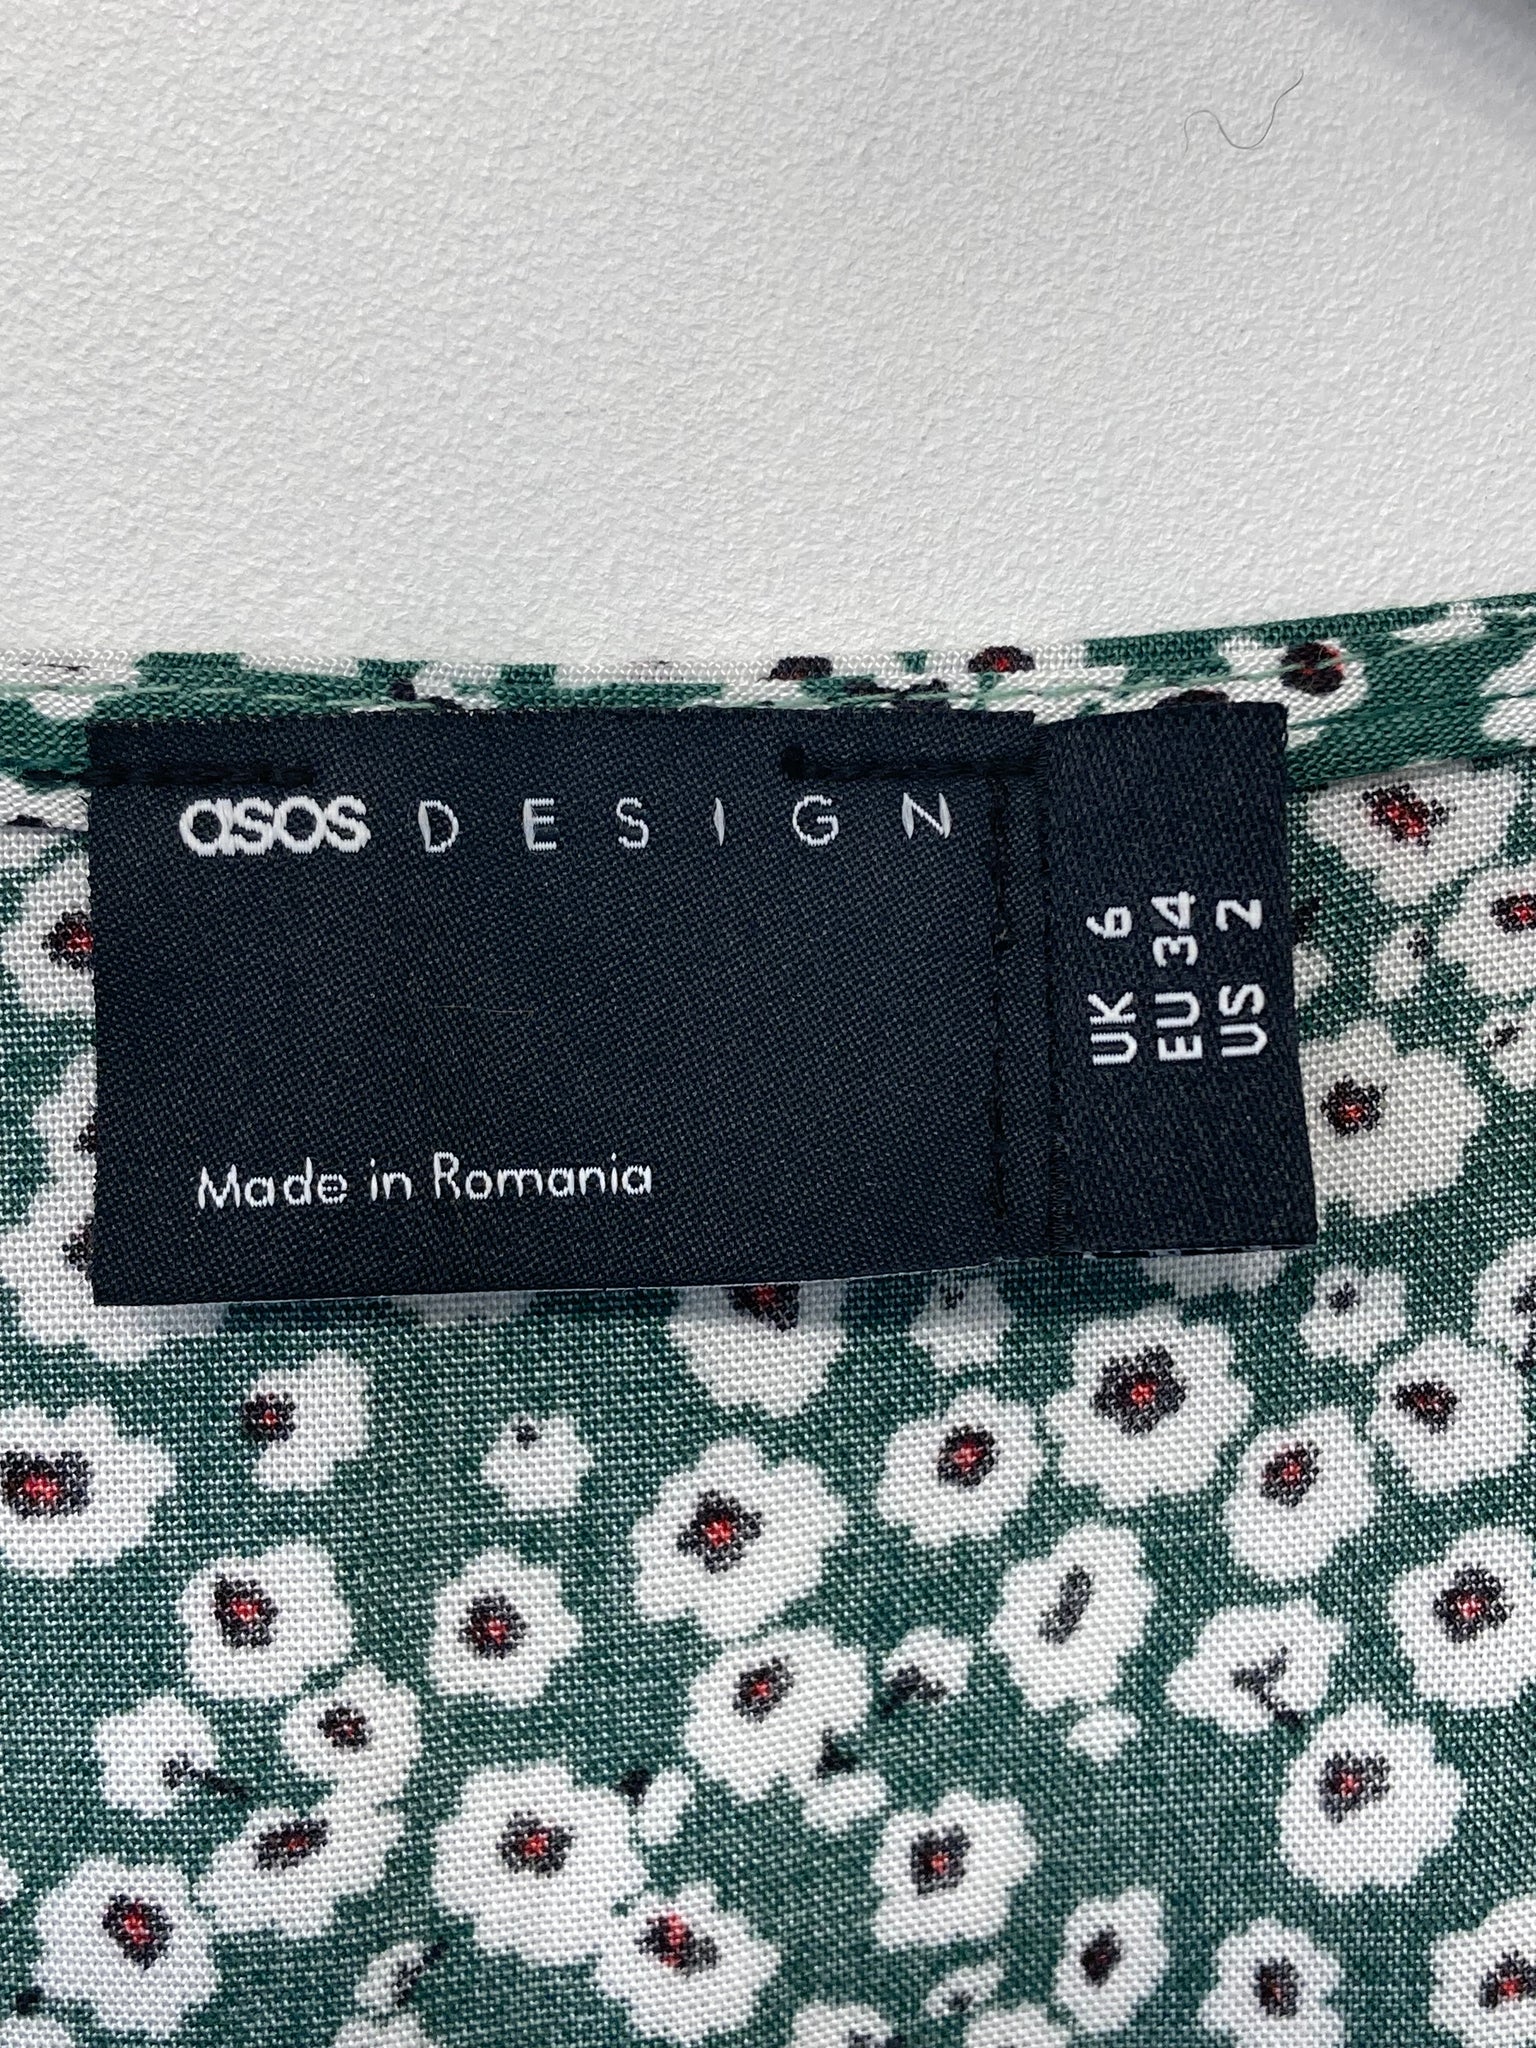 asos DESIGN
Made in Romania
UK 6
EU 34
US 2